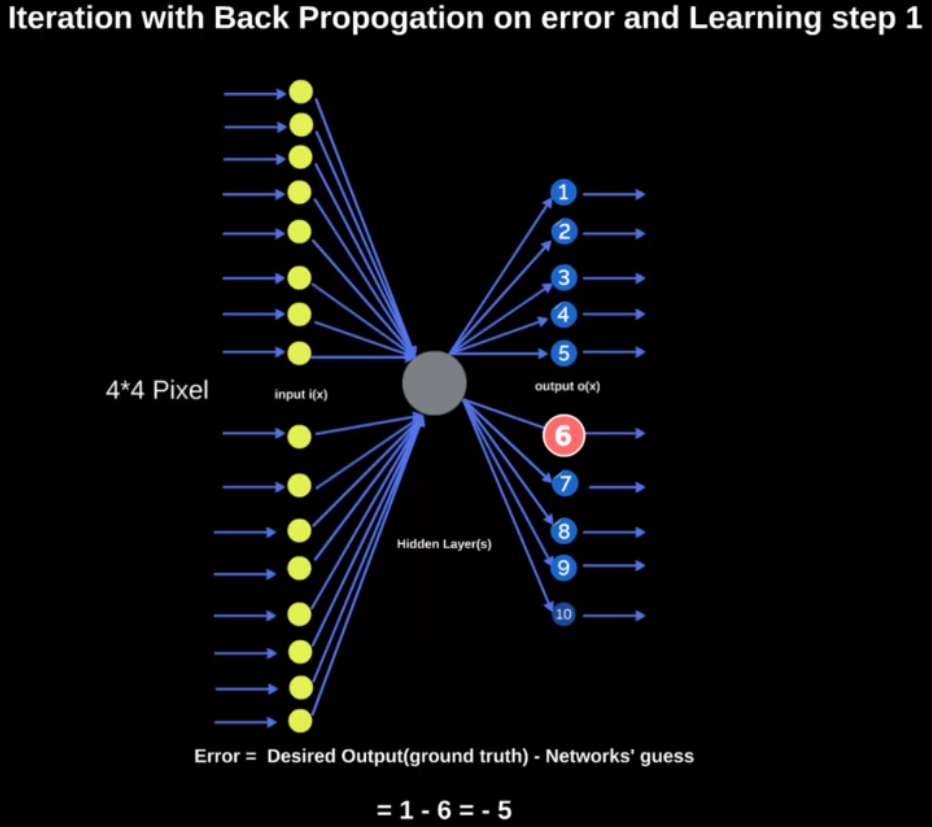 Iteration with Back Propogation on error and Learning step 1
1
2
3
4
5
4*4 Pixel
input i(x)
output o(x)
6
7
8
Hidden Layer(s)
9
10
Error = Desired Output(ground truth) - Networks' guess
= 1 - 6 = - 5